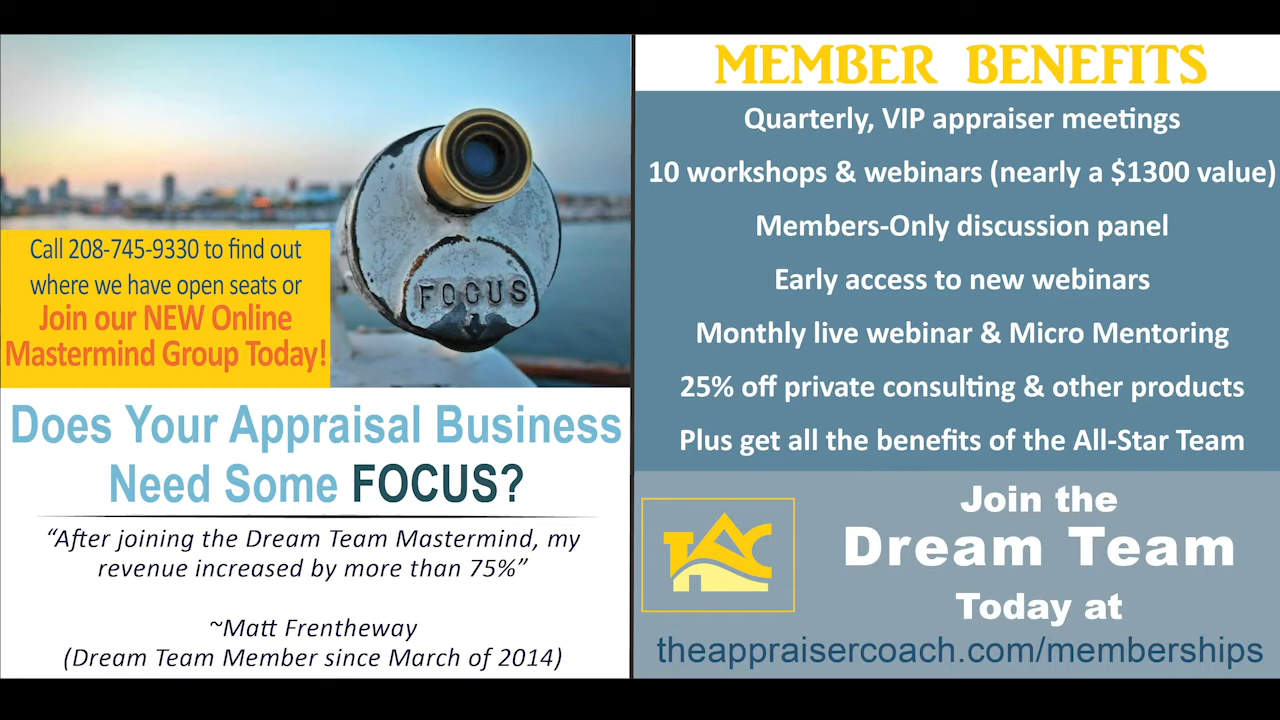 FOCUS
Call 208-745-9330 to find out
where we have open seats or
Join our NEW Online
Mastermind Group Today!
Does Your Appraisal Business
Need Some FOCUS?
“After joining the Dream Team Mastermind, my
revenue increased by more than 75%”
~Matt Frentheway
(Dream Team Member since March of 2014)
MEMBER BENEFITS
Quarterly, VIP appraiser meetings
10 workshops & webinars (nearly a $1300 value)
Members-Only discussion panel
Early access to new webinars
Monthly live webinar & Micro Mentoring
25% off private consulting & other products
Plus get all the benefits of the All-Star Team
TAC
Join the
Dream Team
Today at
theappraisercoach.com/memberships